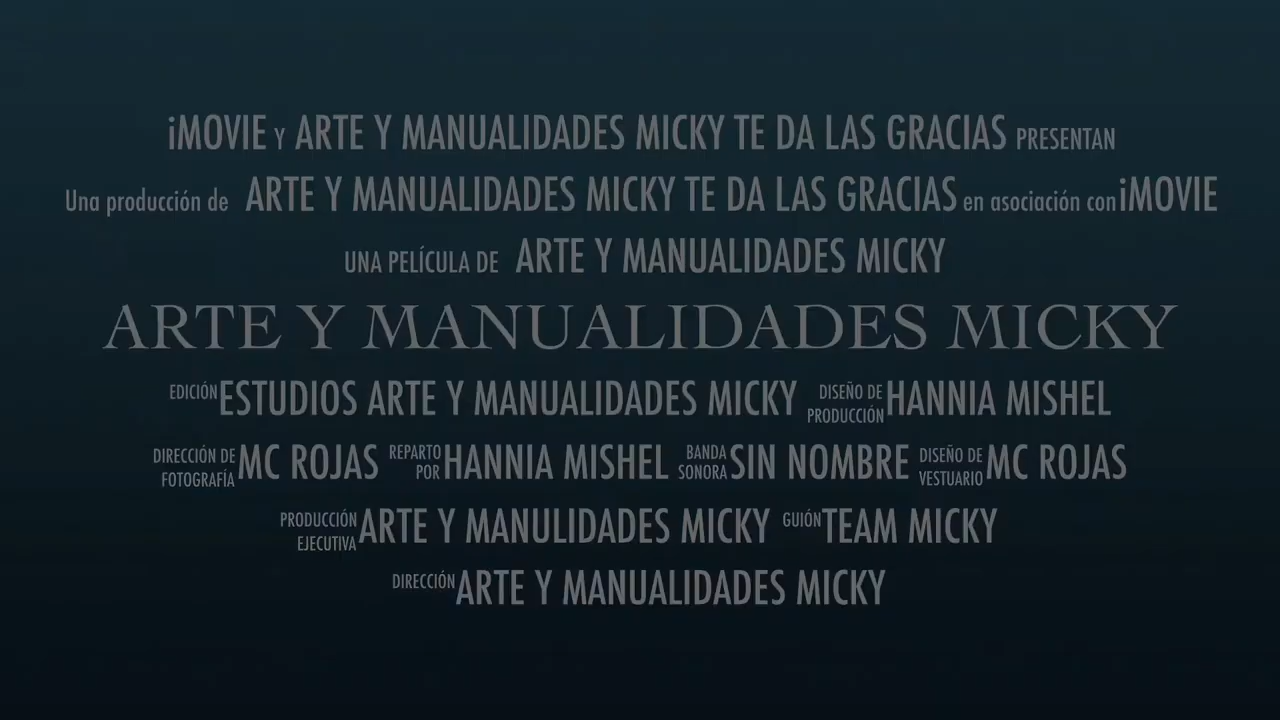 iMOVIE Y ARTE Y MANUALIDADES MICKY TE DA LAS GRACIAS PRESENTAN
Una producción de ARTE Y MANUALIDADES MICKY TE DA LAS GRACIAS en asociación con iMOVIE
UNA PELÍCULA DE ARTE Y MANUALIDADES MICKY
ARTE Y MANUALIDADES MICKY
EDICIÓN ESTUDIOS ARTE Y MANUALIDADES MICKY DISEÑO DE PRODUCCIÓN HANNIA MISHEL
DIRECCIÓN DE FOTOGRAFÍA MC ROJAS REPARTO POR HANNIA MISHEL BANDA SONORA SIN NOMBRE DISEÑO DE VESTUARIO MC ROJAS
PRODUCCIÓN EJECUTIVA ARTE Y MANULIDADES MICKY GUIÓN TEAM MICKY
DIRECCIÓN ARTE Y MANUALIDADES MICKY